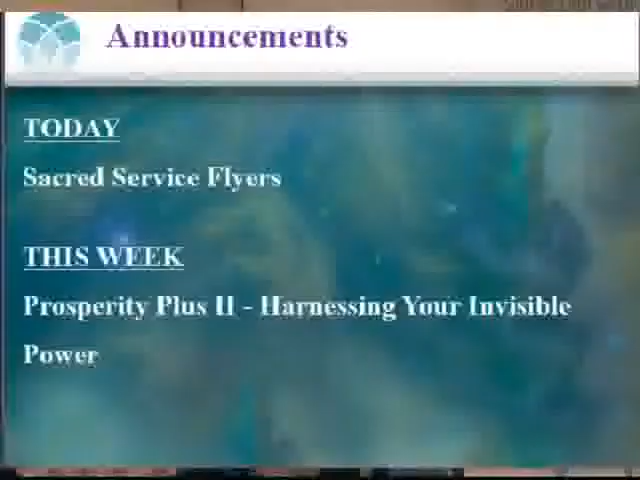 Announcements
TODAY
Sacred Service Flyers
THIS WEEK
Prosperity Plus II - Harnessing Your Invisible
Power